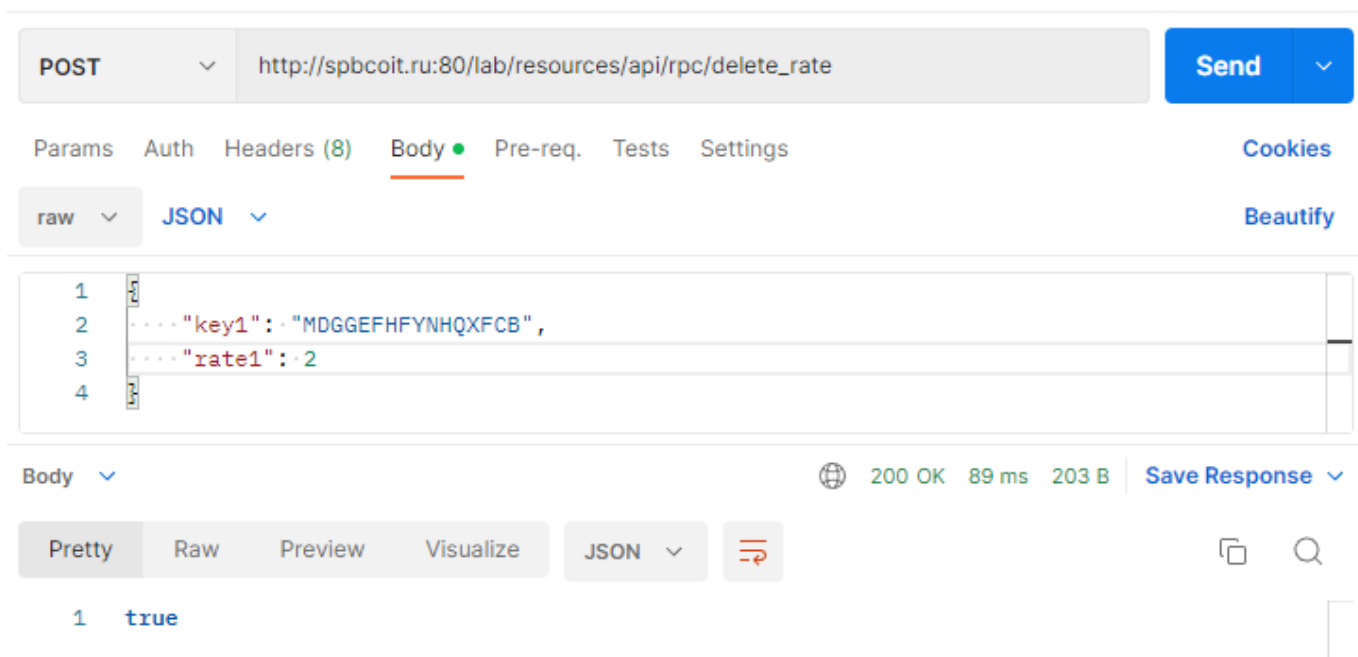 POST http://spbcoit.ru:80/lab/resources/api/rpc/delete_rate Send
Params Auth Headers (8) Body Pre-req. Tests Settings Cookies
raw JSON Beautify
1 {
2 "key1": "MDGGEFHFYNHQXFCB",
3 "rate1": 2
4 }
Body 200 OK 89 ms 203 B Save Response
Pretty Raw Preview Visualize JSON
1 true